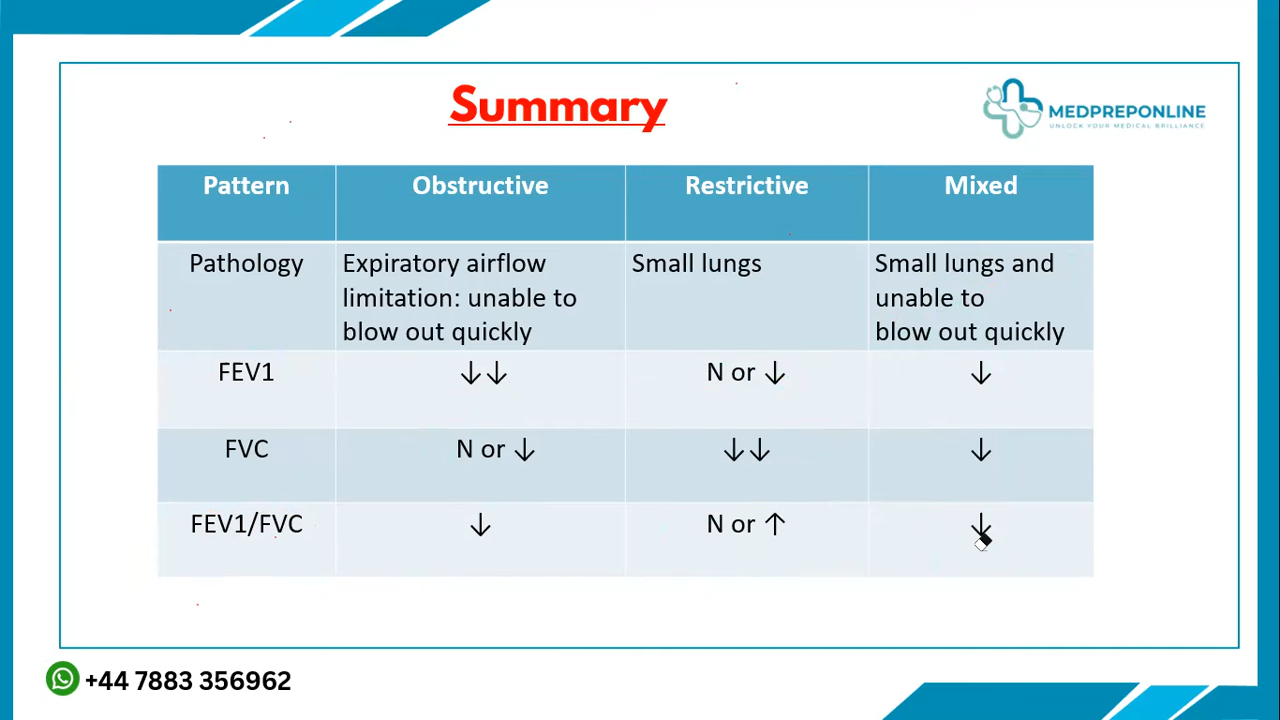 Summary
MEDPREPONLINE
UNLOCK YOUR MEDICAL BRILLIANCE
Pattern Obstructive Restrictive Mixed
Pathology
Expiratory airflow
limitation: unable to
blow out quickly
Small lungs
Small lungs and
unable to
blow out quickly
FEV1 ↓↓ N or ↓ ↓
FVC N or ↓ ↓↓ ↓
FEV1/FVC ↓ N or ↑ ↓
+44 7883 356962